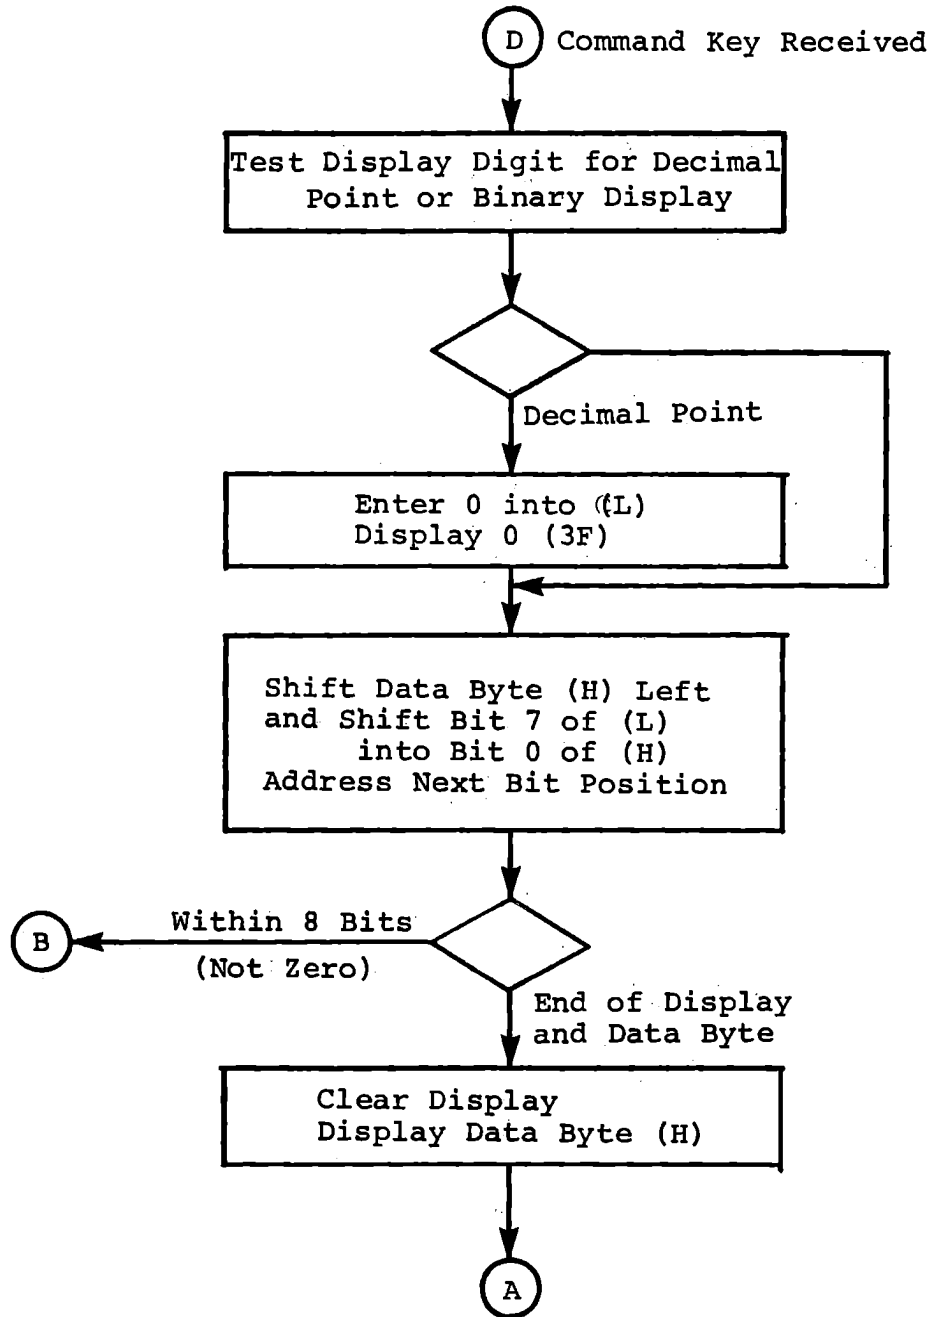 D Command Key Received
Test Display Digit for Decimal
Point or Binary Display
Decimal Point
Enter 0 into (L)
Display 0 (3F)
Shift Data Byte (H) Left
and Shift Bit 7 of (L)
into Bit 0 of (H)
Address Next Bit Position
B
Within 8 Bits
(Not Zero)
End of Display
and Data Byte
Clear Display
Display Data Byte (H)
A